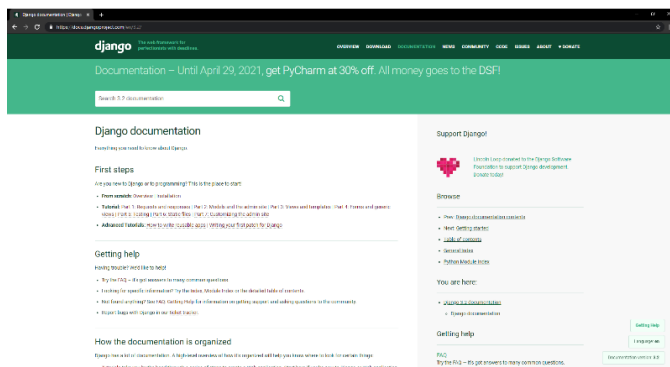 Django documentation | Django
https://docs.djangoproject.com/en/3.2/
django
The web framework for
perfectionists with deadlines.
OVERVIEW DOWNLOAD DOCUMENTATION NEWS COMMUNITY CODE ISSUES ABOUT ♥ DONATE
Documentation – Until April 29, 2021, get PyCharm at 30% off. All money goes to the DSF!
Search 3.2 documentation
Django documentation
Everything you need to know about Django.
First steps
Are you new to Django or to programming? This is the place to start!
• From scratch: Overview | Installation
• Tutorial: Part 1: Requests and responses | Part 2: Models and the admin site | Part 3: Views and templates | Part 4: Forms and generic
views | Part 5: Testing | Part 6: Static files | Part 7: Customizing the admin site
• Advanced Tutorials: How to write reusable apps | Writing your first patch for Django
Getting help
Having trouble? We'd like to help!
• Try the FAQ – it's got answers to many common questions.
• Looking for specific information? Try the Index, Module Index or the detailed table of contents.
• Not found anything? See FAQ: Getting Help for information on getting support and asking questions to the community.
• Report bugs with Django in our ticket tracker.
How the documentation is organized
Django has a lot of documentation. A high-level overview of how it's organized will help you know where to look for certain things:
Support Django!
Donate today!
Foundation to support Django development.
Browse
• Prev: Django documentation contents
• Next: Getting started
• Table of contents
• General Index
• Python Module Index
You are here:
• Django 3.2 documentation
• Django documentation
Getting help
FAQ
Try the FAQ – it's got answers to many common questions.
Getting Help
Language: en
Documentation version: 3.2